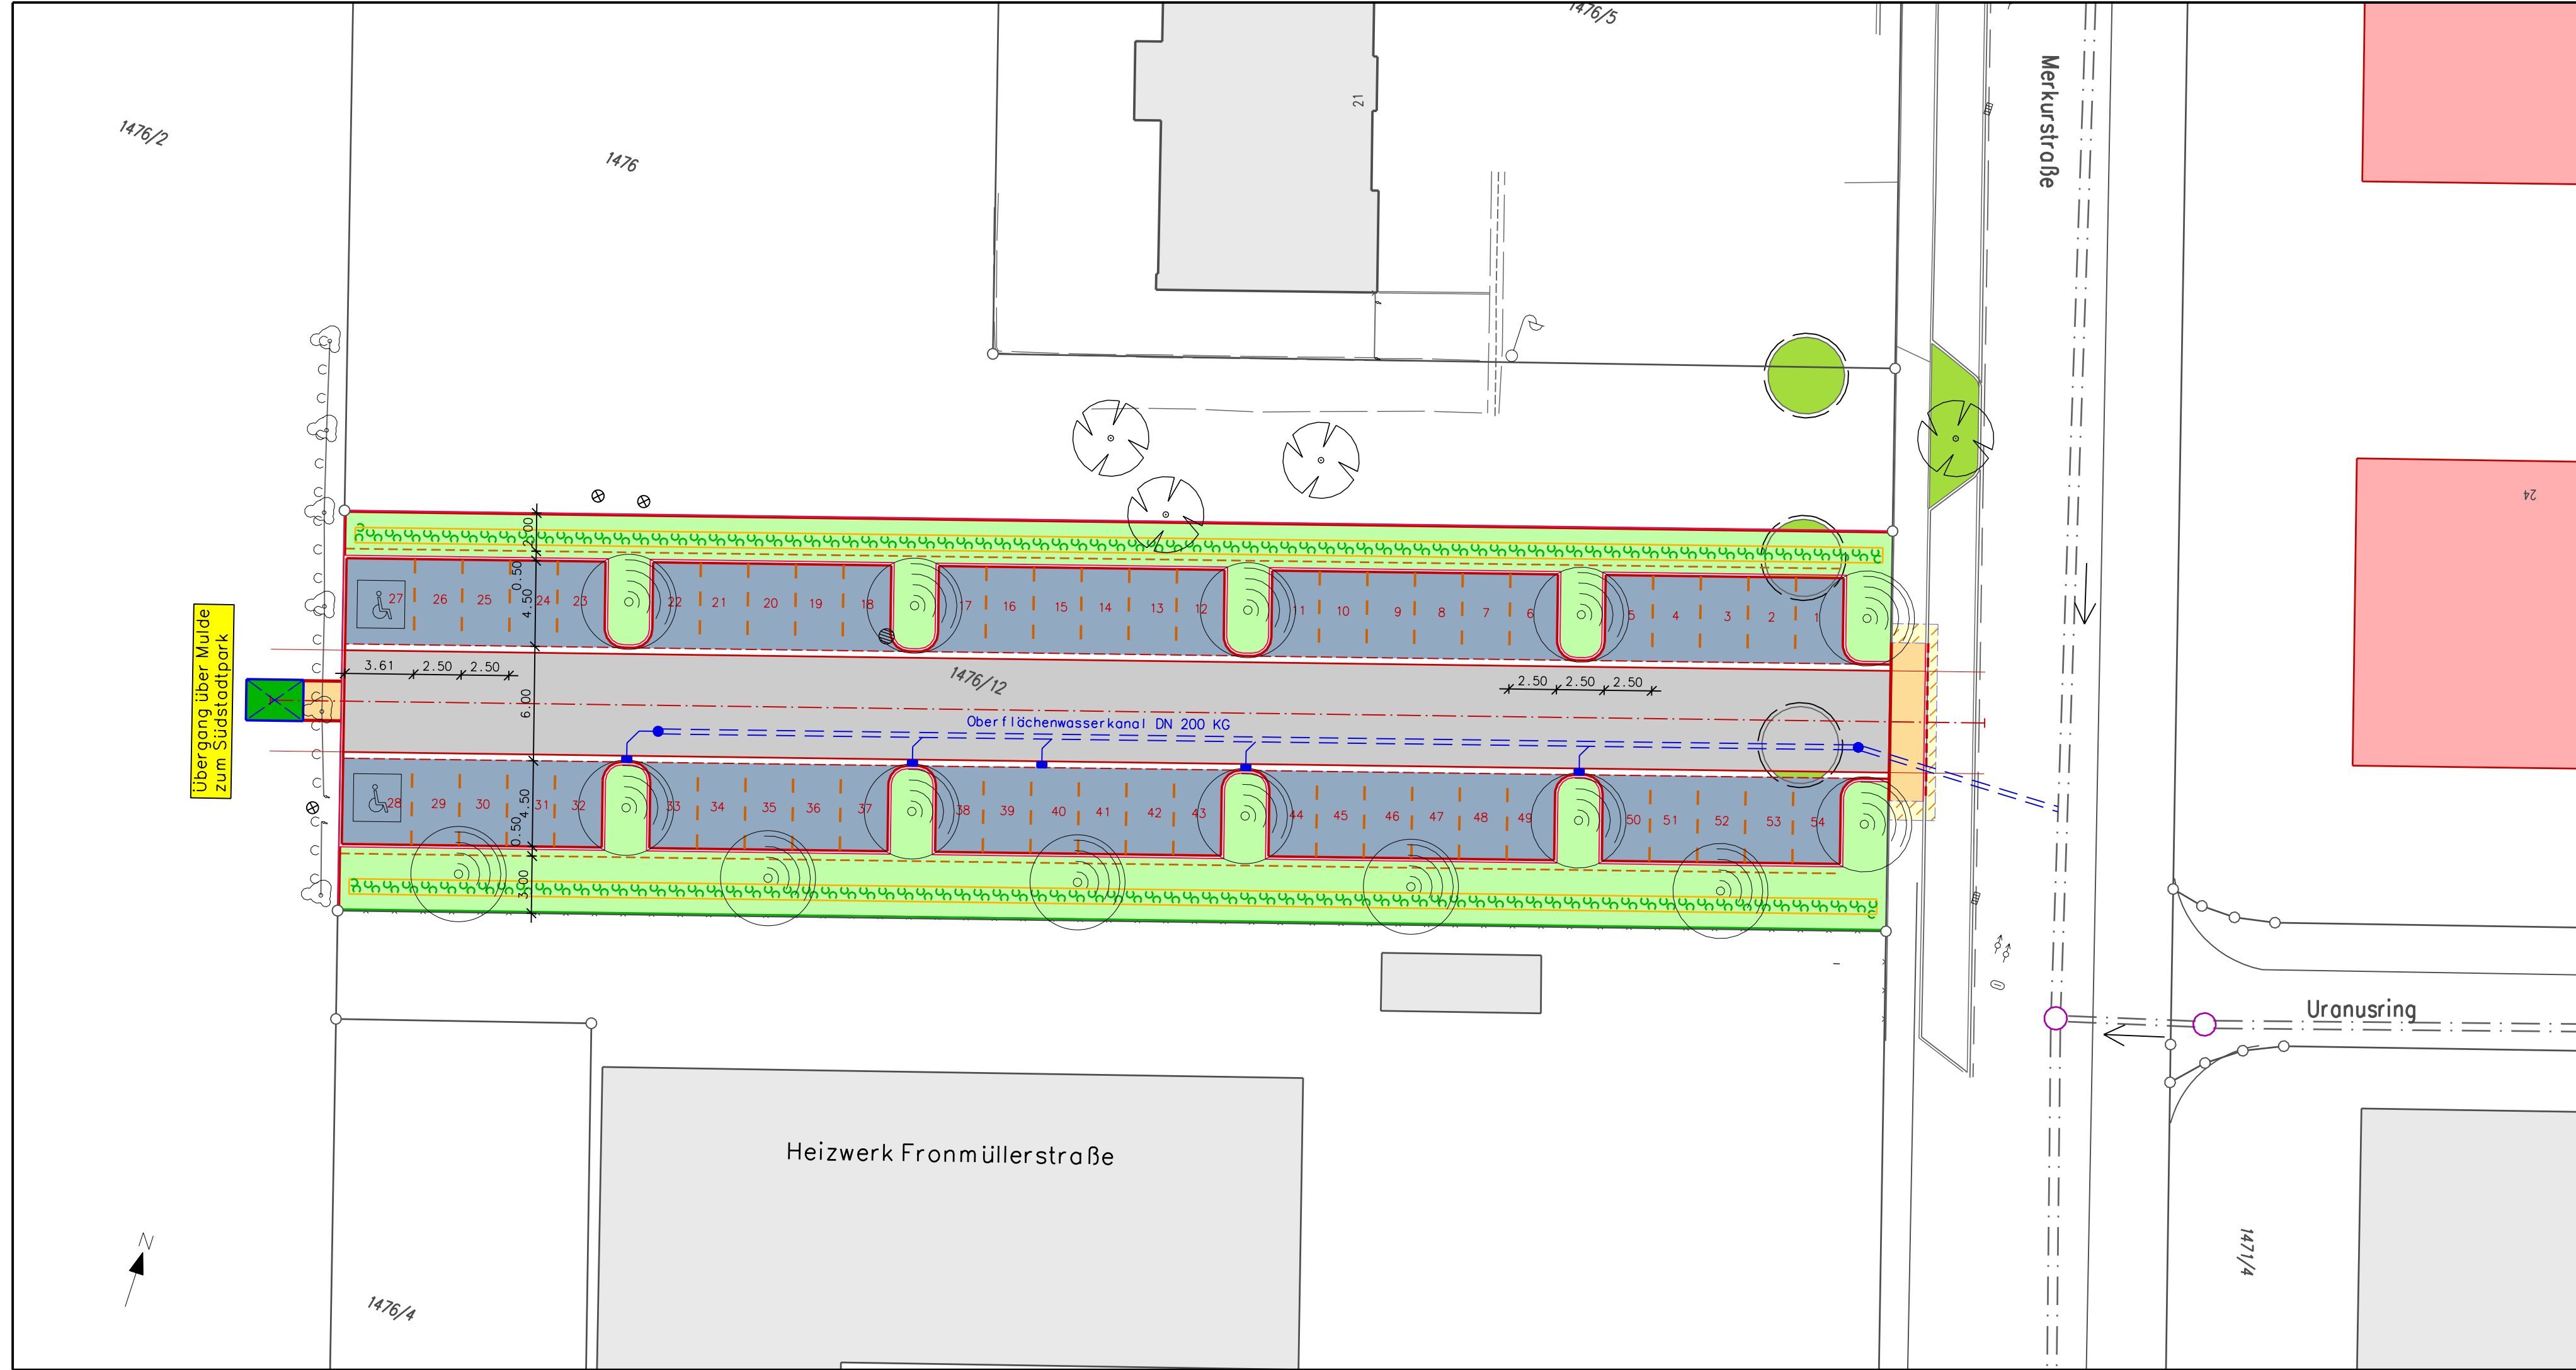 1476/5
Merkurstraße
1476/2
1476
21
24
Übergang über Mulde
zum Südstadtpark
2.00
0.50
4.50
27 26 25 24 23 22 21 20 19 18 17 16 15 14 13 12 11 10 9 8 7 6 5 4 3 2 1
3.61 2.50 2.50
1476/12
2.50 2.50 2.50
6.00
Oberflächenwasserkanal DN 200 KG
28 29 30 31 32 33 34 35 36 37 38 39 40 41 42 43 44 45 46 47 48 49 50 51 52 53 54
4.50
0.50
3.00
Uranusring
Heizwerk Fronmüllerstraße
N
1476/4
1471/4